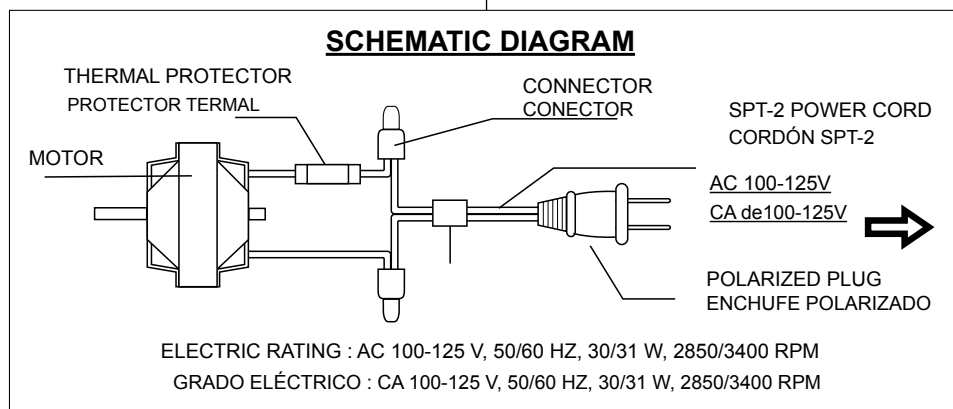 SCHEMATIC DIAGRAM
THERMAL PROTECTOR
PROTECTOR TERMAL
CONNECTOR
CONECTOR
SPT-2 POWER CORD
CORDÓN SPT-2
MOTOR
AC 100-125V
CA de100-125V
POLARIZED PLUG
ENCHUFE POLARIZADO
ELECTRIC RATING : AC 100-125 V, 50/60 HZ, 30/31 W, 2850/3400 RPM
GRADO ELÉCTRICO : CA 100-125 V, 50/60 HZ, 30/31 W, 2850/3400 RPM